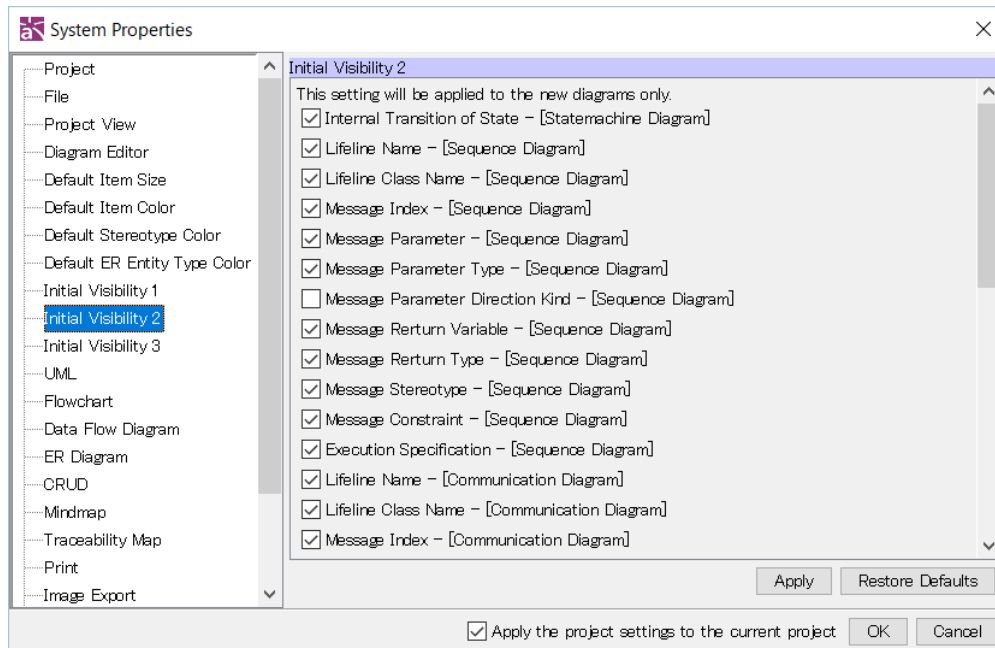 System Properties
Project
File
Project View
Diagram Editor
Default Item Size
Default Item Color
Default Stereotype Color
Default ER Entity Type Color
Initial Visibility 1
Initial Visibility 2
Initial Visibility 3
UML
Flowchart
Data Flow Diagram
ER Diagram
CRUD
Mindmap
Traceability Map
Print
Image Export
Initial Visibility 2
This setting will be applied to the new diagrams only.
Internal Transition of State - [Statemachine Diagram]
Lifeline Name - [Sequence Diagram]
Lifeline Class Name - [Sequence Diagram]
Message Index - [Sequence Diagram]
Message Parameter - [Sequence Diagram]
Message Parameter Type - [Sequence Diagram]
Message Parameter Direction Kind - [Sequence Diagram]
Message Rerturn Variable - [Sequence Diagram]
Message Rerturn Type - [Sequence Diagram]
Message Stereotype - [Sequence Diagram]
Message Constraint - [Sequence Diagram]
Execution Specification - [Sequence Diagram]
Lifeline Name - [Communication Diagram]
Lifeline Class Name - [Communication Diagram]
Message Index - [Communication Diagram]
Apply Restore Defaults
Apply the project settings to the current project OK Cancel